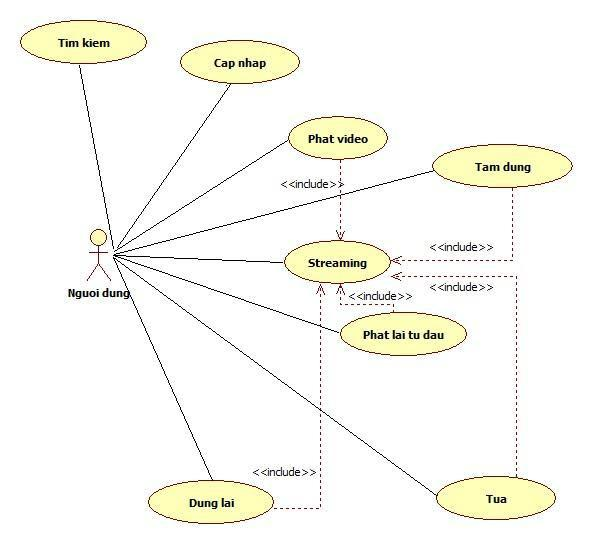 Tim kiem
Cap nhap
Phat video
Tam dung
<<include>>
<<include>>
Streaming
<<include>>
<<include>>
Nguoi dung
Phat lai tu dau
<<include>>
Dung lai
Tua